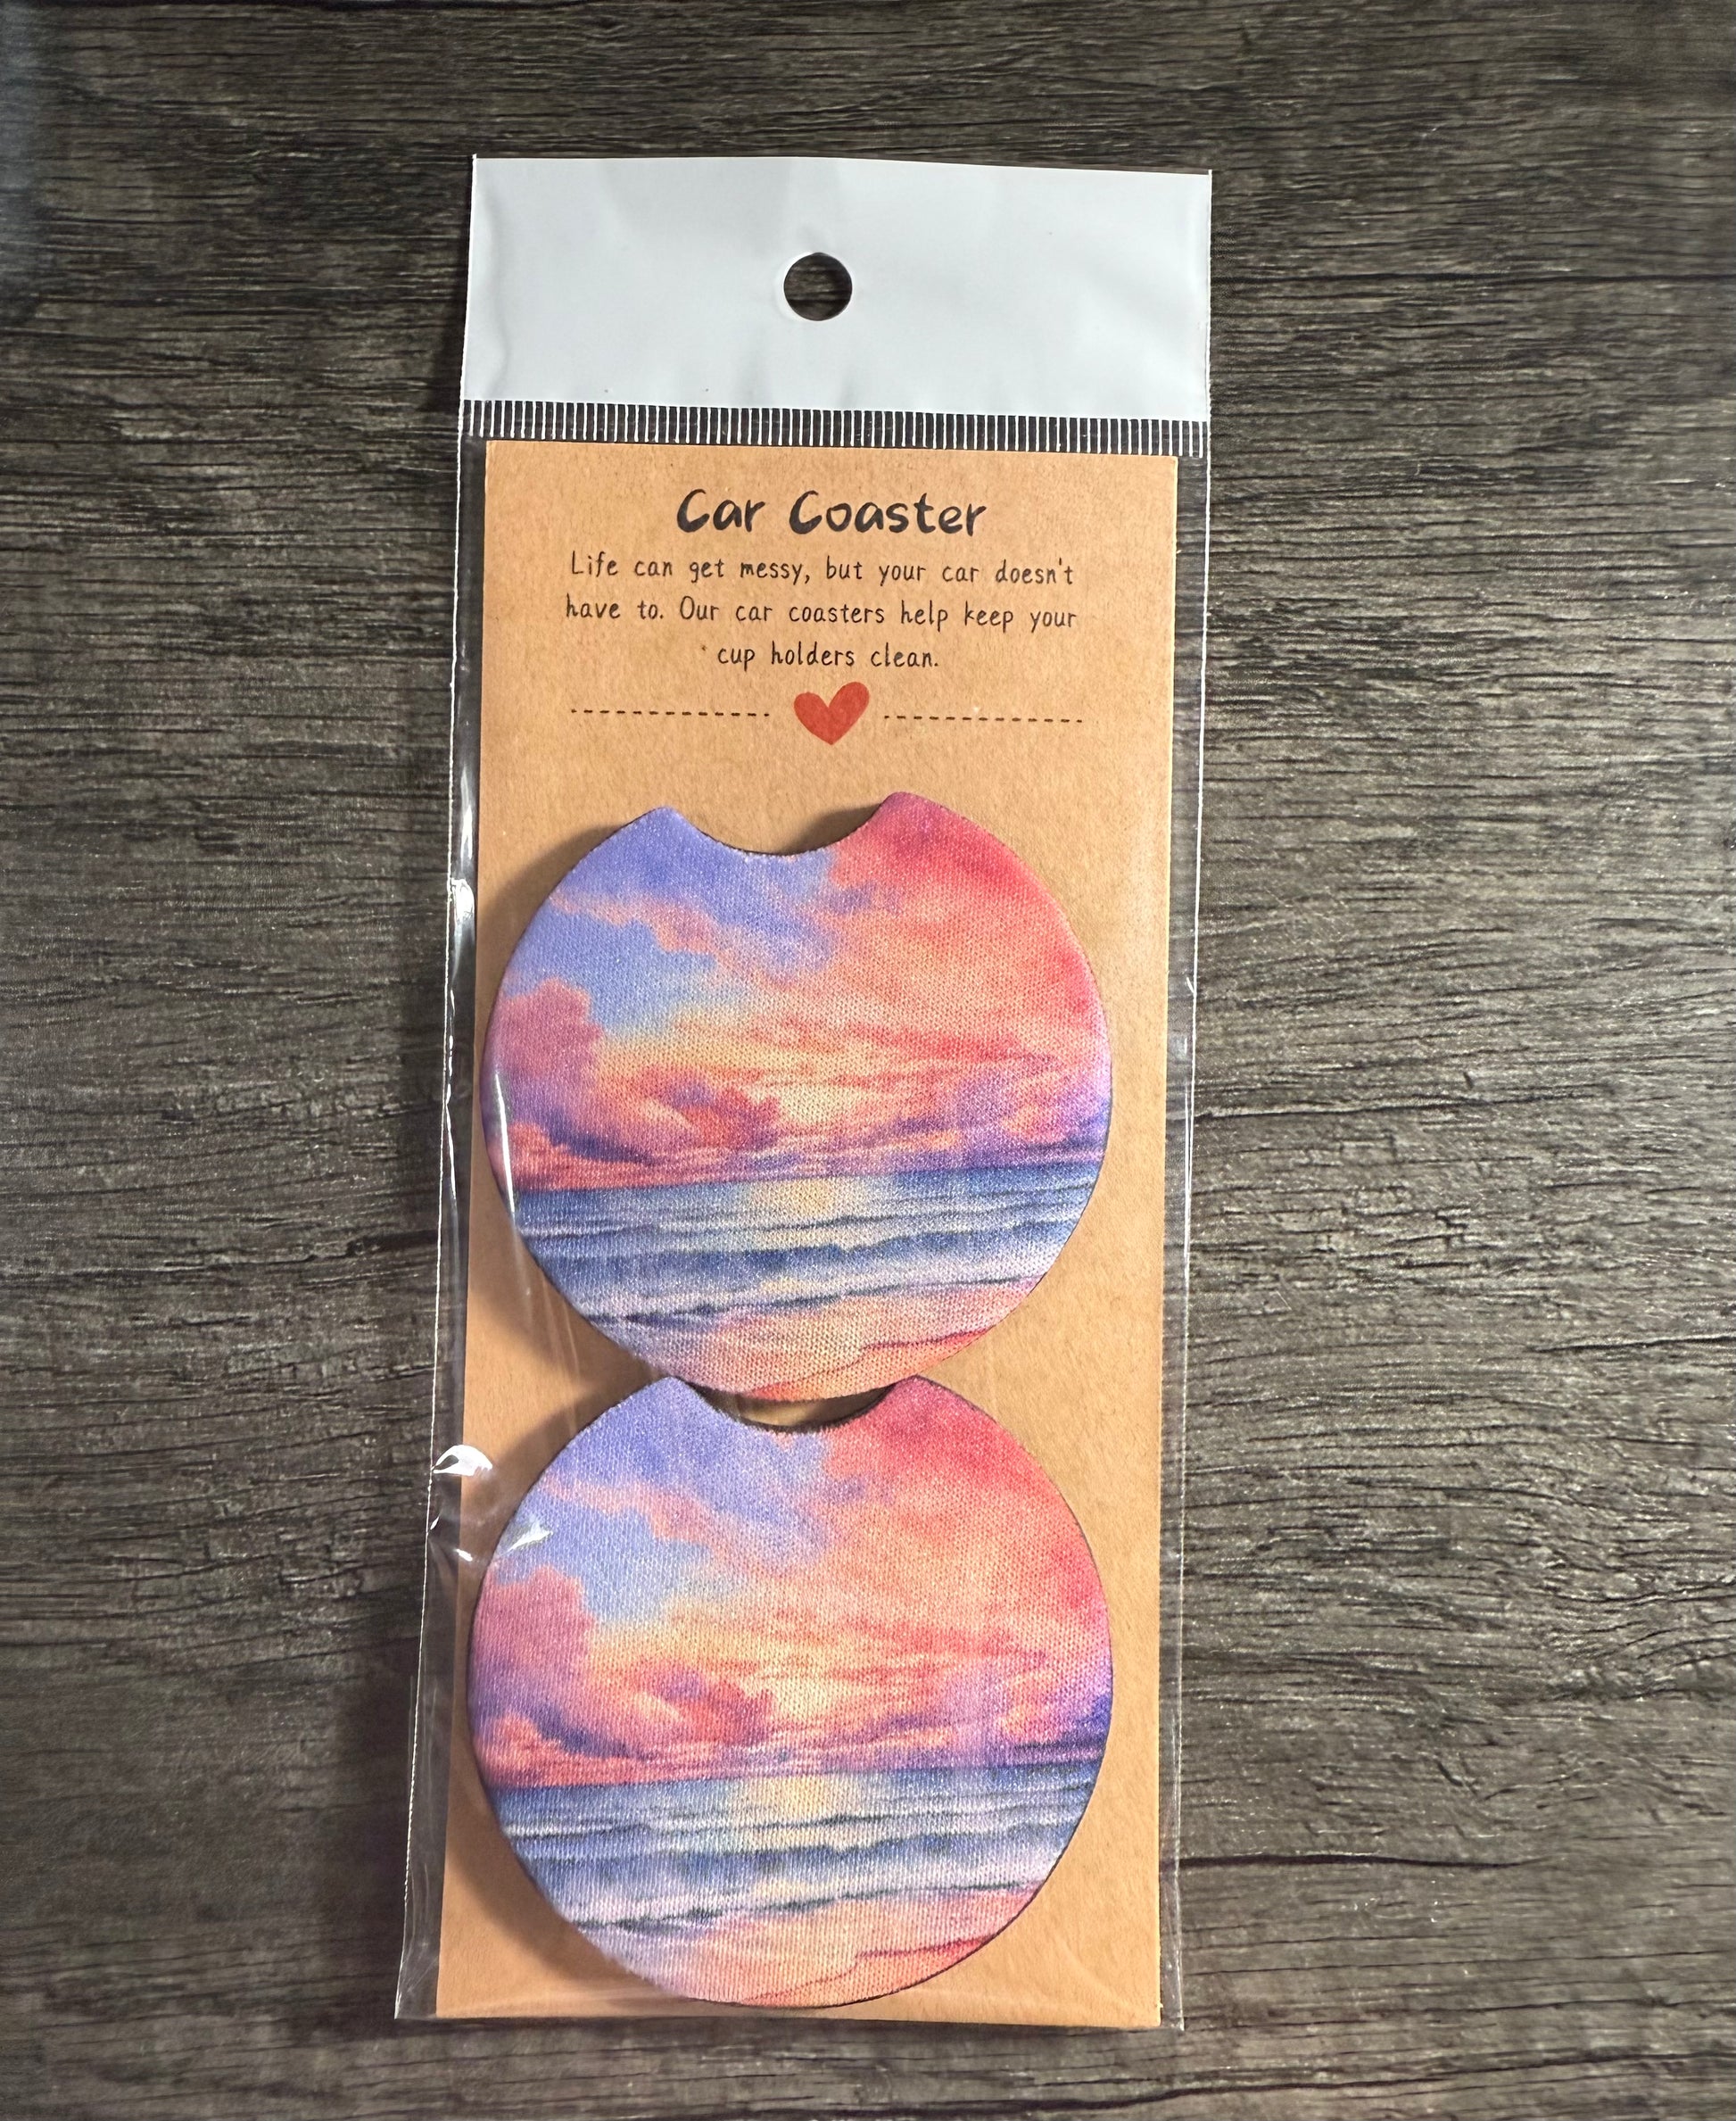 Car Coaster
Life can get messy, but your car doesn't
have to. Our car coasters help keep your
cup holders clean.